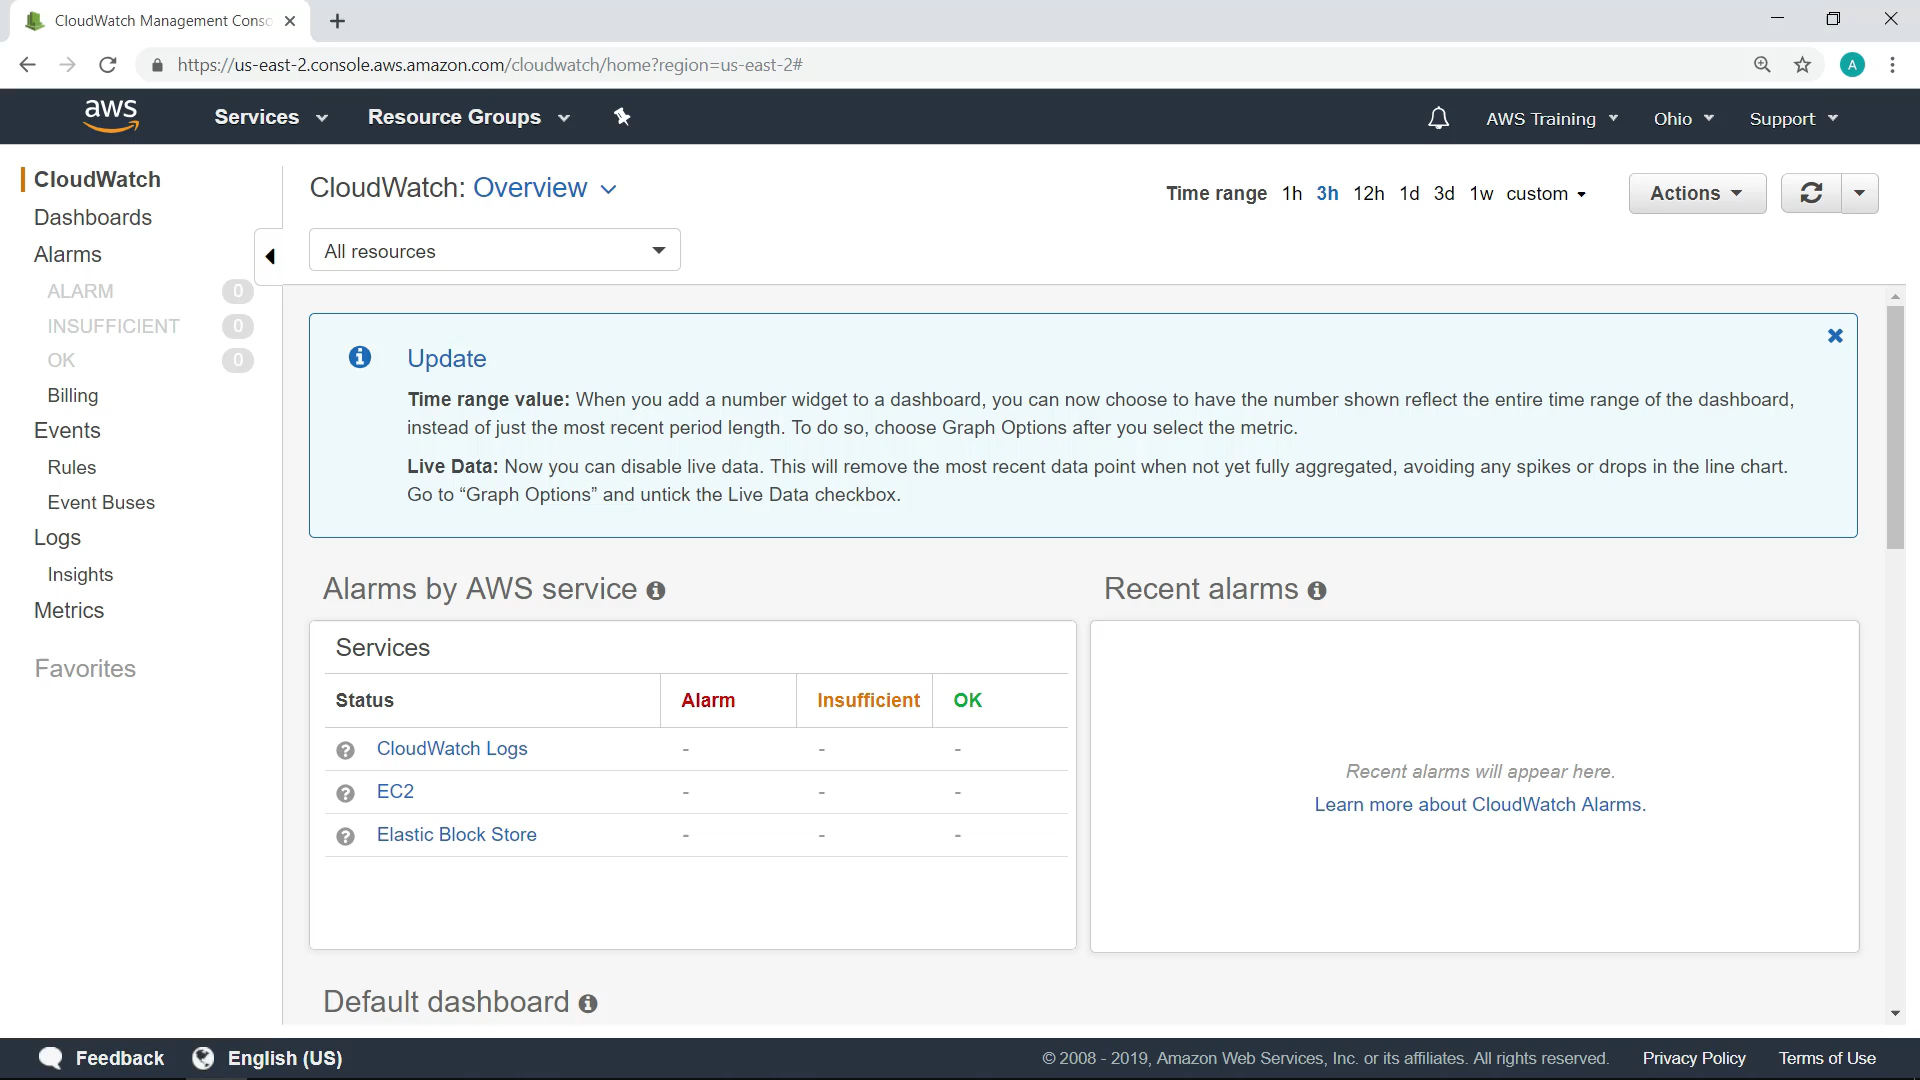 CloudWatch Management Conso
https://us-east-2.console.aws.amazon.com/cloudwatch/home?region=us-east-2#
A
aws
Services
Resource Groups
AWS Training
Ohio
Support
CloudWatch
Dashboards
Alarms
ALARM 0
INSUFFICIENT 0
OK 0
Billing
Events
Rules
Event Buses
Logs
Insights
Metrics
Favorites
CloudWatch: Overview
Time range 1h 3h 12h 1d 3d 1w custom
Actions
All resources
Update
Time range value: When you add a number widget to a dashboard, you can now choose to have the number shown reflect the entire time range of the dashboard,
instead of just the most recent period length. To do so, choose Graph Options after you select the metric.
Live Data: Now you can disable live data. This will remove the most recent data point when not yet fully aggregated, avoiding any spikes or drops in the line chart.
Go to “Graph Options” and untick the Live Data checkbox.
Alarms by AWS service
Services
Status Alarm Insufficient OK
CloudWatch Logs - - -
EC2 - - -
Elastic Block Store - - -
Recent alarms
Recent alarms will appear here.
Learn more about CloudWatch Alarms.
Default dashboard
Feedback
English (US)
© 2008 - 2019, Amazon Web Services, Inc. or its affiliates. All rights reserved.
Privacy Policy
Terms of Use